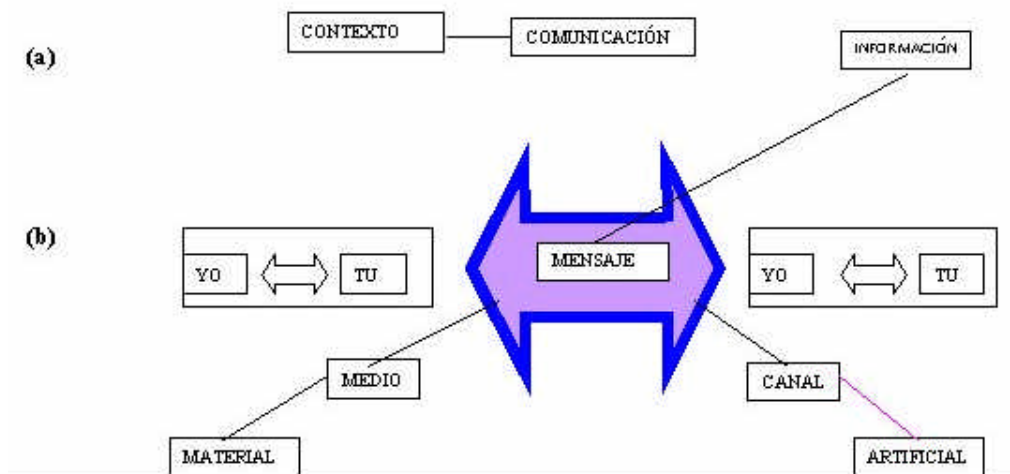 CONTEXTO
COMUNICACIÓN
INFORMACIÓN
(a)
(b)
MENSAJE
YO
TU
YO
TU
MEDIO
CANAL
MATERIAL
ARTIFICIAL